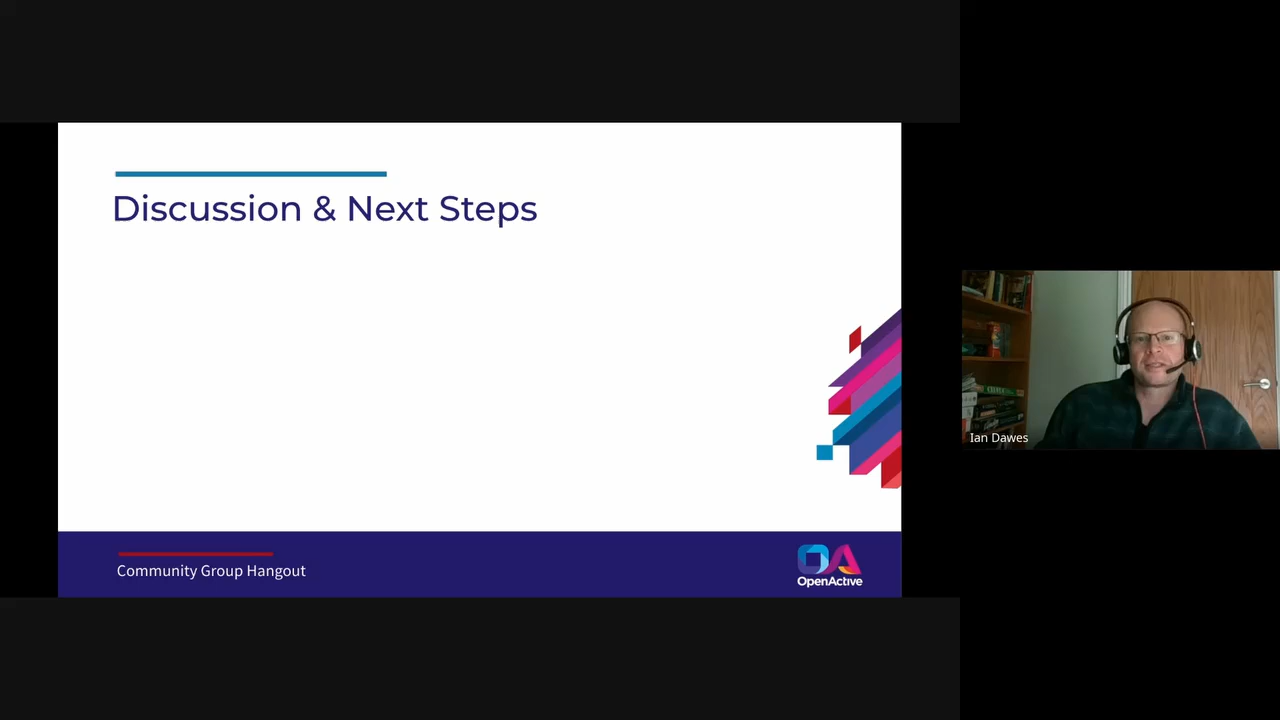 Discussion & Next Steps
Community Group Hangout
OpenActive
Ian Dawes